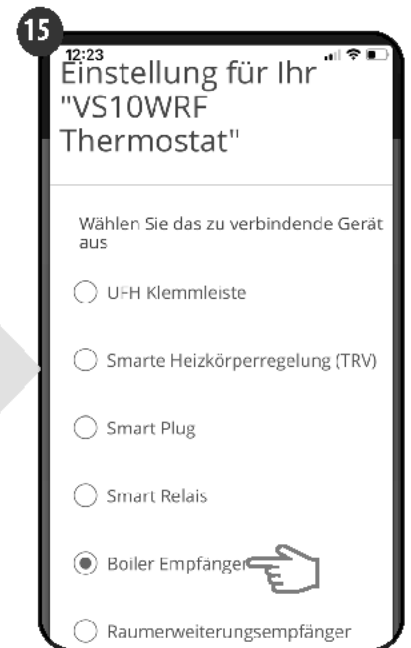 15
12:23
Einstellung für Ihr
"VS10WRF
Thermostat"
Wählen Sie das zu verbindende Gerät
aus
UFH Klemmleiste
Smarte Heizkörperregelung (TRV)
Smart Plug
Smart Relais
Boiler Empfänger
Raumerweiterungsempfänger